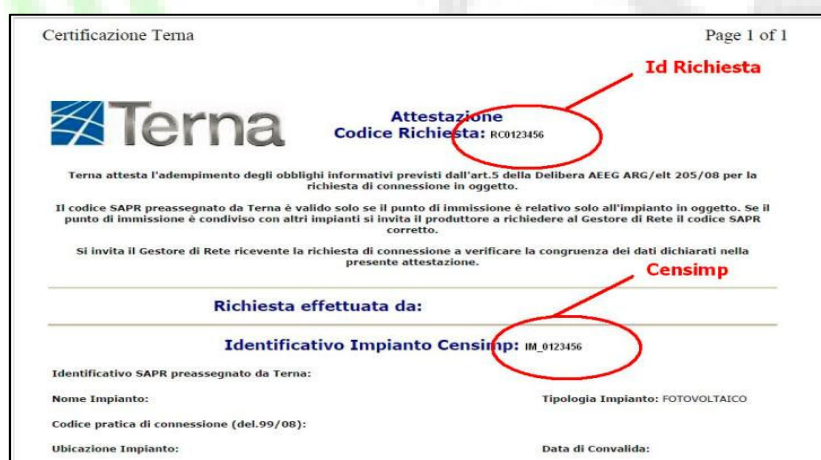 Certificazione Terna Page 1 of 1
Id Richiesta
Terna
Attestazione
Codice Richiesta: RC0123456
Terna attesta l'adempimento degli obblighi informativi previsti dall'art.5 della Delibera AEEG ARG/elt 205/08 per la
richiesta di connessione in oggetto.
Il codice SAPR preassegnato da Terna è valido solo se il punto di immissione è relativo solo all'impianto in oggetto. Se il
punto di immissione è condiviso con altri impianti si invita il produttore a richiedere al Gestore di Rete il codice SAPR
corretto.
Si invita il Gestore di Rete ricevente la richiesta di connessione a verificare la congruenza dei dati dichiarati nella
presente attestazione.
Censimp
Richiesta effettuata da:
Identificativo Impianto Censimp: IM_0123456
Identificativo SAPR preassegnato da Terna:
Nome Impianto: Tipologia Impianto: FOTOVOLTAICO
Codice pratica di connessione (del.99/08):
Ubicazione Impianto: Data di Convalida: